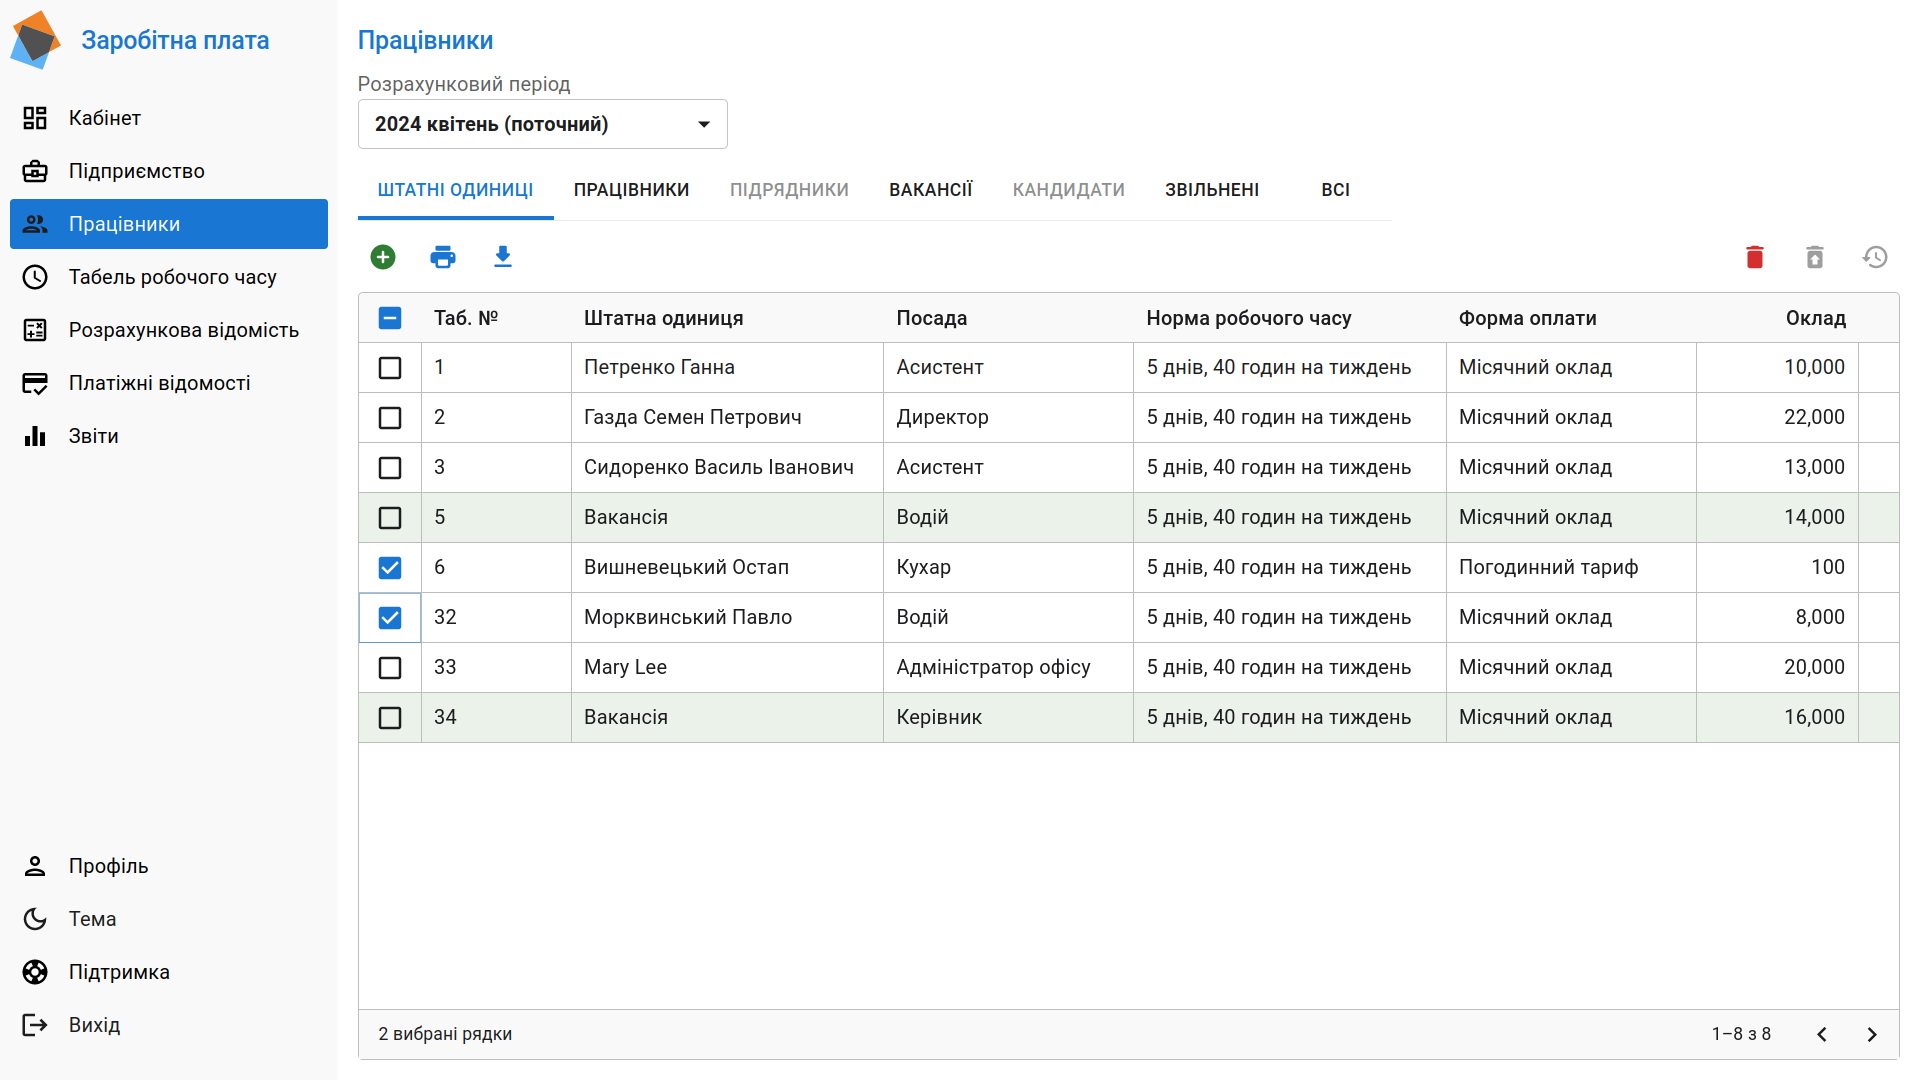 Заробітна плата
Кабінет
Підприємство
Працівники
Табель робочого часу
Розрахункова відомість
Платіжні відомості
Звіти
Профіль
Тема
Підтримка
Вихід
Працівники
Розрахунковий період
2024 квітень (поточний)
ШТАТНІ ОДИНИЦІ ПРАЦІВНИКИ ПІДРЯДНИКИ ВАКАНСІЇ КАНДИДАТИ ЗВІЛЬНЕНІ ВСІ
Таб. № Штатна одиниця Посада Норма робочого часу Форма оплати Оклад
1 Петренко Ганна Асистент 5 днів, 40 годин на тиждень Місячний оклад 10,000
2 Газда Семен Петрович Директор 5 днів, 40 годин на тиждень Місячний оклад 22,000
3 Сидоренко Василь Іванович Асистент 5 днів, 40 годин на тиждень Місячний оклад 13,000
5 Вакансія Водій 5 днів, 40 годин на тиждень Місячний оклад 14,000
6 Вишневецький Остап Кухар 5 днів, 40 годин на тиждень Погодинний тариф 100
32 Морквинський Павло Водій 5 днів, 40 годин на тиждень Місячний оклад 8,000
33 Mary Lee Адміністратор офісу 5 днів, 40 годин на тиждень Місячний оклад 20,000
34 Вакансія Керівник 5 днів, 40 годин на тиждень Місячний оклад 16,000
2 вибрані рядки 1–8 з 8